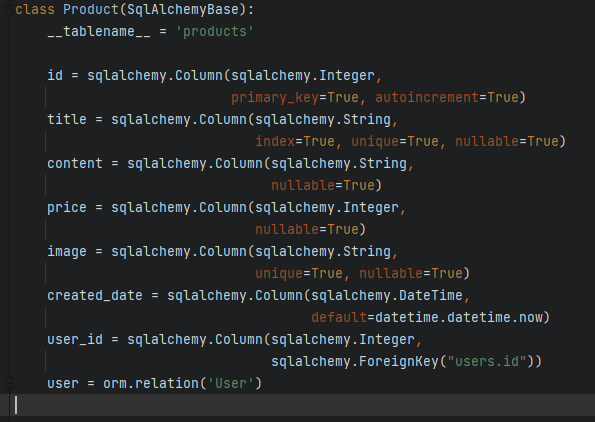 class Product(SqlAlchemyBase):
    __tablename__ = 'products'

    id = sqlalchemy.Column(sqlalchemy.Integer,
                           primary_key=True, autoincrement=True)
    title = sqlalchemy.Column(sqlalchemy.String,
                              index=True, unique=True, nullable=True)
    content = sqlalchemy.Column(sqlalchemy.String,
                                nullable=True)
    price = sqlalchemy.Column(sqlalchemy.Integer,
                              nullable=True)
    image = sqlalchemy.Column(sqlalchemy.String,
                              unique=True, nullable=True)
    created_date = sqlalchemy.Column(sqlalchemy.DateTime,
                                     default=datetime.datetime.now)
    user_id = sqlalchemy.Column(sqlalchemy.Integer,
                                sqlalchemy.ForeignKey("users.id"))
    user = orm.relation('User')